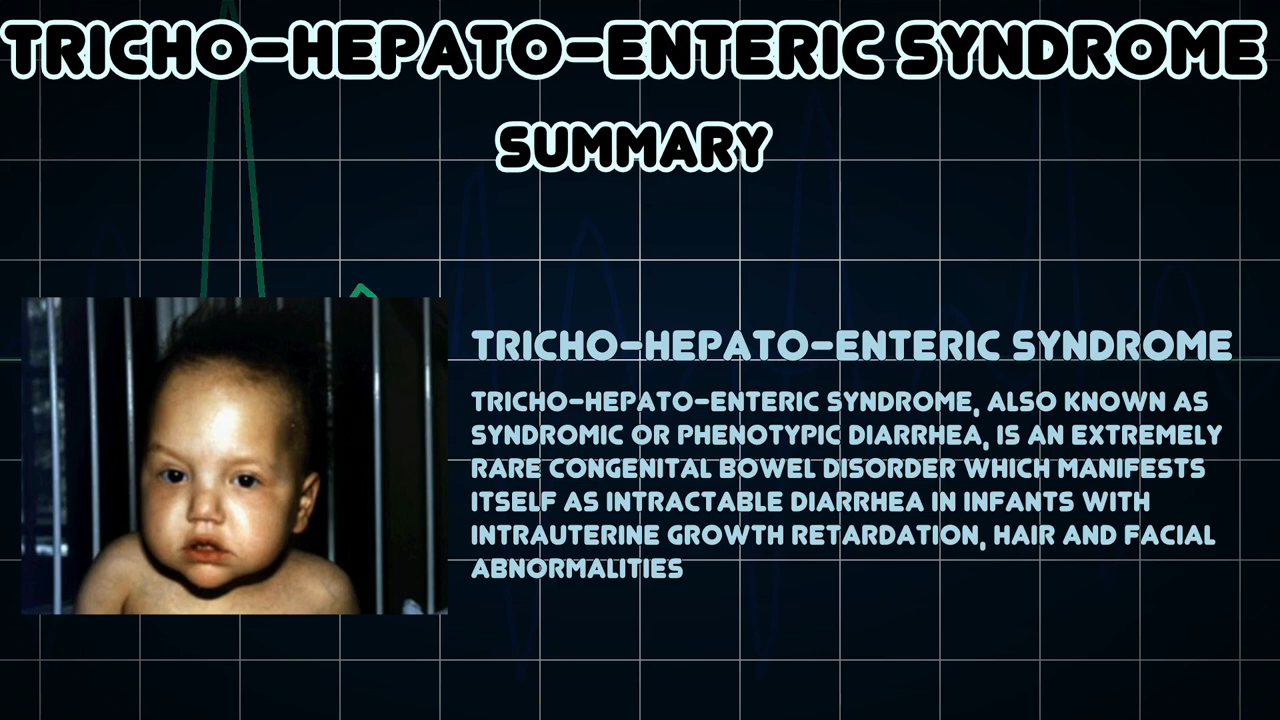 TRICHO-HEPATO-ENTERIC SYNDROME
SUMMARY
TRICHO-HEPATO-ENTERIC SYNDROME
TRICHO-HEPATO-ENTERIC SYNDROME, ALSO KNOWN AS
SYNDROMIC OR PHENOTYPIC DIARRHEA, IS AN EXTREMELY
RARE CONGENITAL BOWEL DISORDER WHICH MANIFESTS
ITSELF AS INTRACTABLE DIARRHEA IN INFANTS WITH
INTRAUTERINE GROWTH RETARDATION, HAIR AND FACIAL
ABNORMALITIES